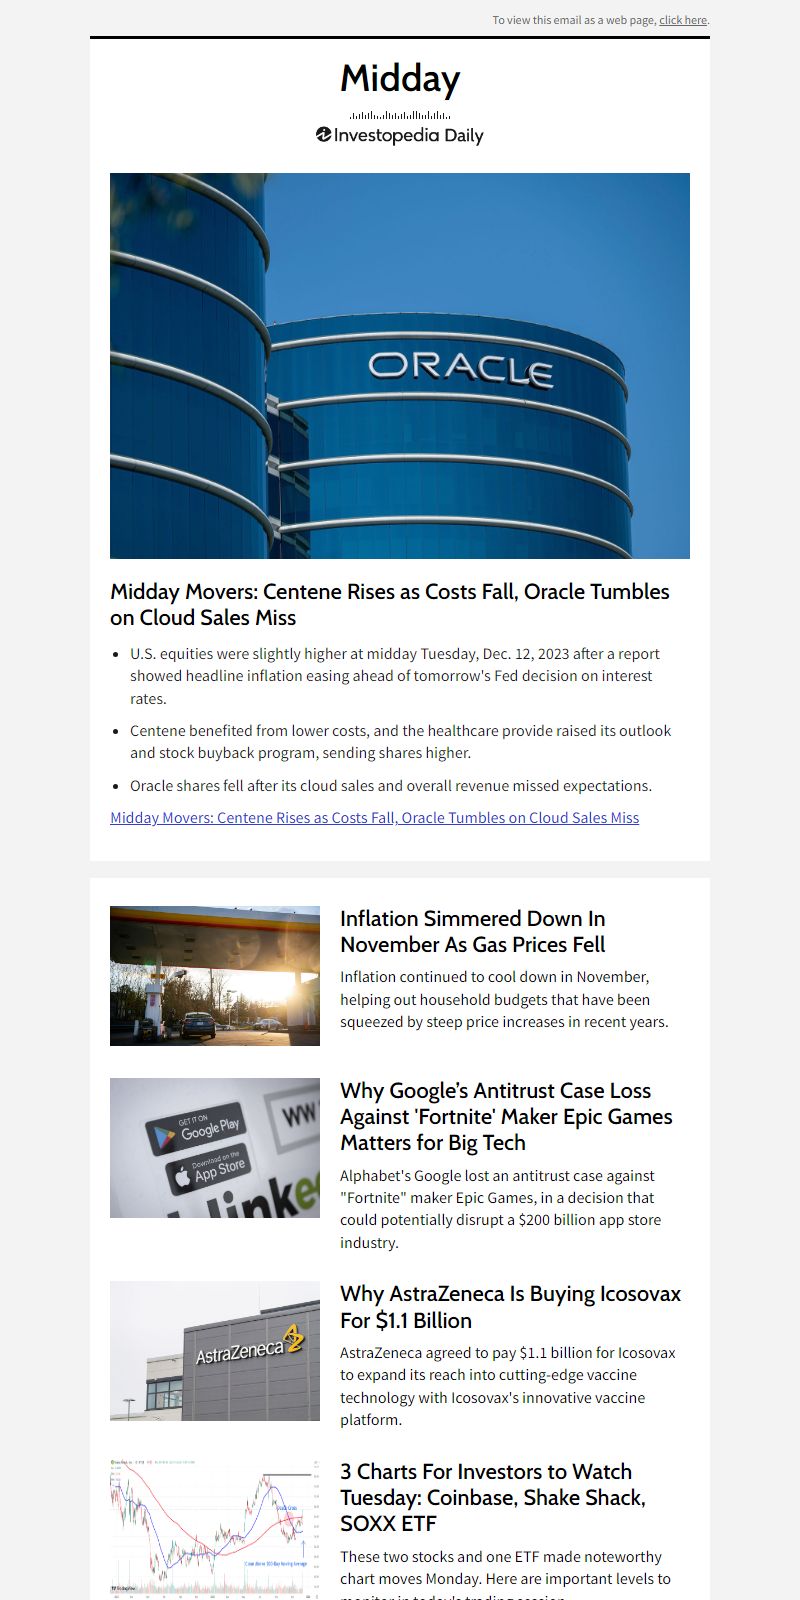 To view this email as a web page, click here.
Midday
Investopedia Daily
ORACLE
Midday Movers: Centene Rises as Costs Fall, Oracle Tumbles
on Cloud Sales Miss
• U.S. equities were slightly higher at midday Tuesday, Dec. 12, 2023 after a report
showed headline inflation easing ahead of tomorrow's Fed decision on interest
rates.
• Centene benefited from lower costs, and the healthcare provide raised its outlook
and stock buyback program, sending shares higher.
• Oracle shares fell after its cloud sales and overall revenue missed expectations.
Midday Movers: Centene Rises as Costs Fall, Oracle Tumbles on Cloud Sales Miss
Inflation Simmered Down In
November As Gas Prices Fell
Inflation continued to cool down in November,
helping out household budgets that have been
squeezed by steep price increases in recent years.
GET IT ON
Google Play
Download on the
App Store
WW
linke
Why Google’s Antitrust Case Loss
Against 'Fortnite' Maker Epic Games
Matters for Big Tech
Alphabet's Google lost an antitrust case against
"Fortnite" maker Epic Games, in a decision that
could potentially disrupt a $200 billion app store
industry.
AstraZeneca
Why AstraZeneca Is Buying Icosovax
For $1.1 Billion
AstraZeneca agreed to pay $1.1 billion for Icosovax
to expand its reach into cutting-edge vaccine
technology with Icosovax's innovative vaccine
platform.
3 Charts For Investors to Watch
Tuesday: Coinbase, Shake Shack,
SOXX ETF
These two stocks and one ETF made noteworthy
chart moves Monday. Here are important levels to
monitor in today's trading session.